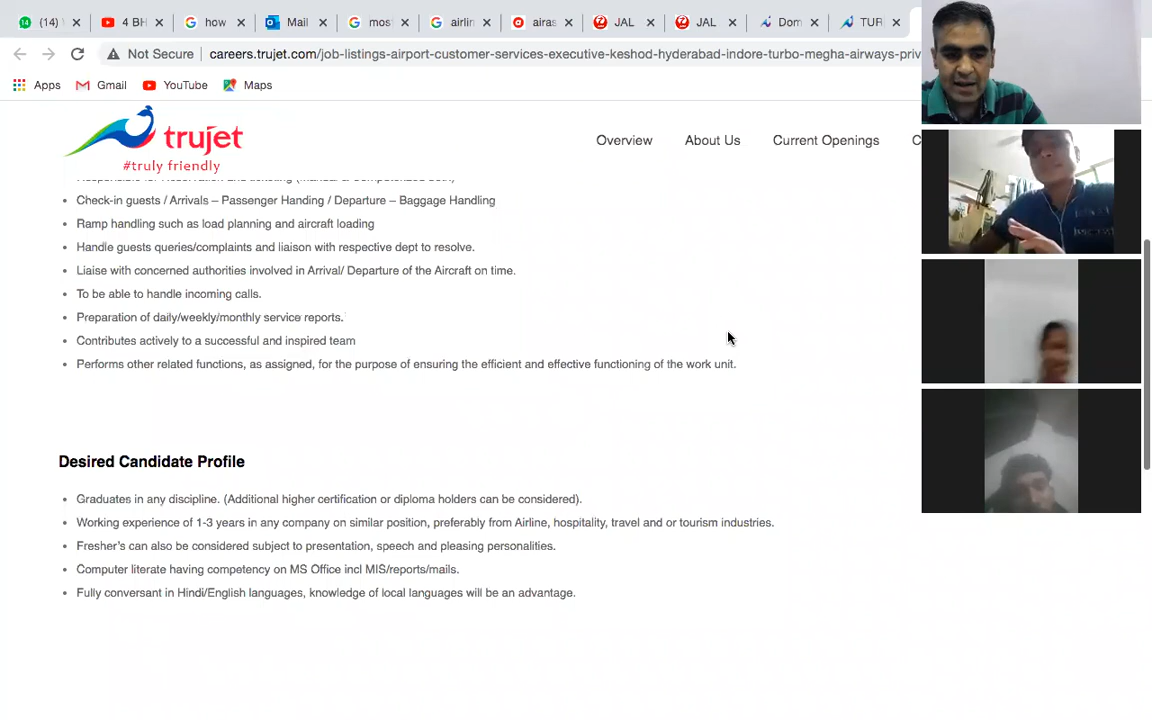 (14)
4 BH
how
Mail
most
airlin
airas
JAL
JAL
Dom
TUR
Not Secure
careers.trujet.com/job-listings-airport-customer-services-executive-keshod-hyderabad-indore-turbo-megha-airways-priv
Apps
Gmail
YouTube
Maps
trujet
#truly friendly
Overview
About Us
Current Openings
C
Check-in guests / Arrivals – Passenger Handing / Departure – Baggage Handling
Ramp handling such as load planning and aircraft loading
Handle guests queries/complaints and liaison with respective dept to resolve.
Liaise with concerned authorities involved in Arrival/ Departure of the Aircraft on time.
To be able to handle incoming calls.
Preparation of daily/weekly/monthly service reports.
Contributes actively to a successful and inspired team
Performs other related functions, as assigned, for the purpose of ensuring the efficient and effective functioning of the work unit.
Desired Candidate Profile
Graduates in any discipline. (Additional higher certification or diploma holders can be considered).
Working experience of 1-3 years in any company on similar position, preferably from Airline, hospitality, travel and or tourism industries.
Fresher's can also be considered subject to presentation, speech and pleasing personalities.
Computer literate having competency on MS Office incl MIS/reports/mails.
Fully conversant in Hindi/English languages, knowledge of local languages will be an advantage.